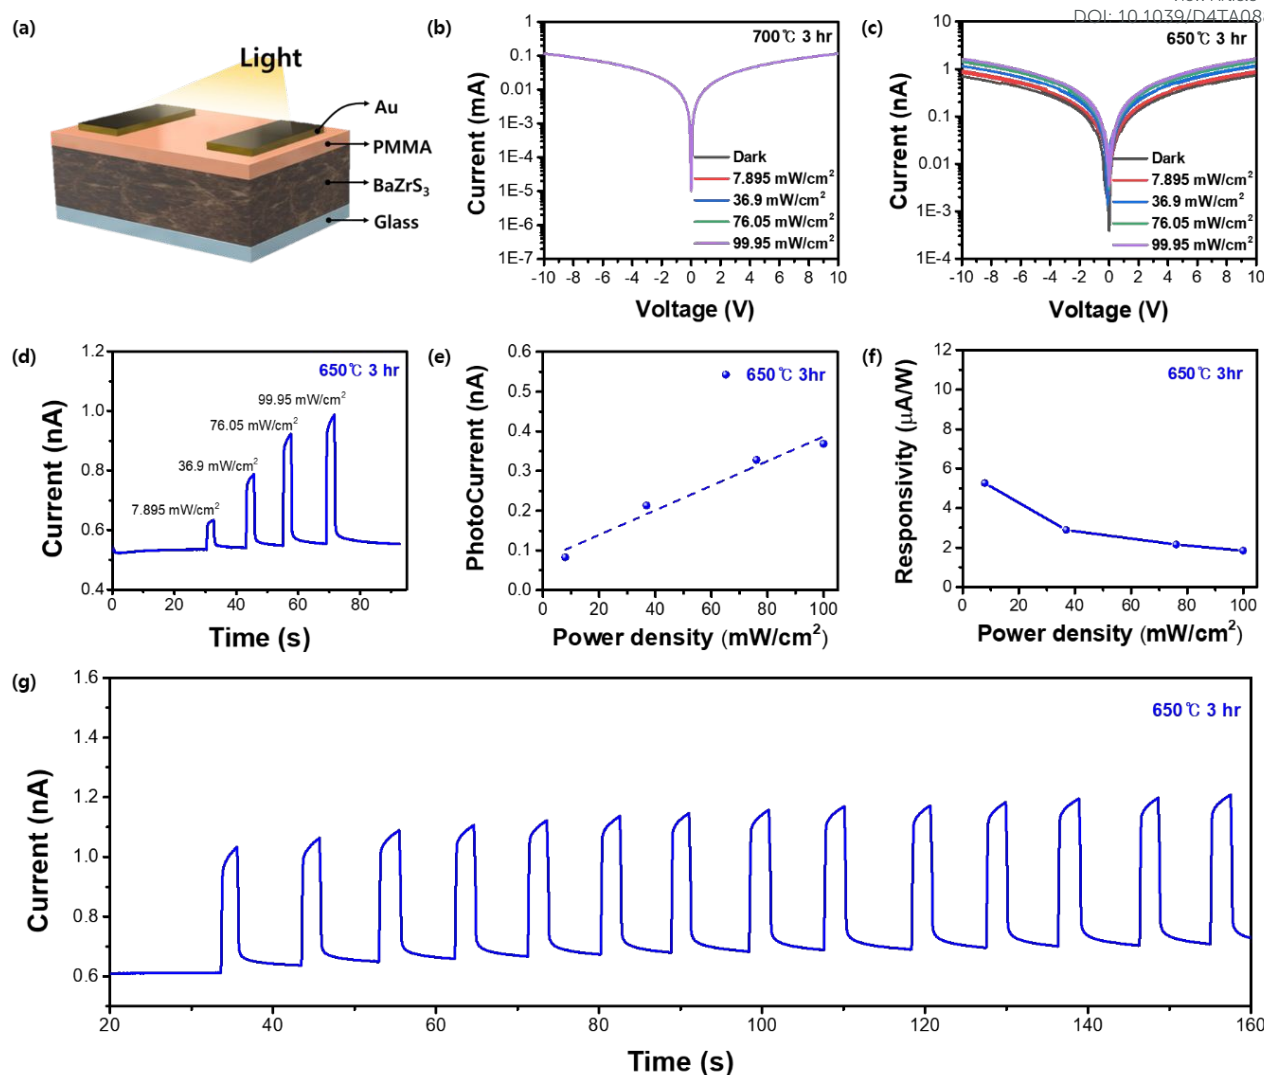 DOI: 10.1039/D4TA088
(a)
Light
Au
PMMA
BaZrS3
Glass
(b)
700℃ 3 hr
Current (mA)
1
0.1
0.01
1E-3
1E-4
1E-5
1E-6
1E-7
Dark
7.895 mW/cm²
36.9 mW/cm²
76.05 mW/cm²
99.95 mW/cm²
-10 -8 -6 -4 -2 0 2 4 6 8 10
Voltage (V)
(c)
650℃ 3 hr
Current (nA)
10
1
0.1
0.01
1E-3
1E-4
Dark
7.895 mW/cm²
36.9 mW/cm²
76.05 mW/cm²
99.95 mW/cm²
-10 -8 -6 -4 -2 0 2 4 6 8 10
Voltage (V)
(d)
650℃ 3 hr
Current (nA)
1.2
1.0
0.8
0.6
0.4
99.95 mW/cm²
76.05 mW/cm²
36.9 mW/cm²
7.895 mW/cm²
0 20 40 60 80
Time (s)
(e)
650℃ 3hr
PhotoCurrent (nA)
0.6
0.5
0.4
0.3
0.2
0.1
0.0
0 20 40 60 80 100
Power density (mW/cm²)
(f)
650℃ 3hr
Responsivity (μA/W)
12
10
8
6
4
2
0
0 20 40 60 80 100
Power density (mW/cm²)
(g)
650℃ 3 hr
Current (nA)
1.6
1.4
1.2
1.0
0.8
0.6
20 40 60 80 100 120 140 160
Time (s)